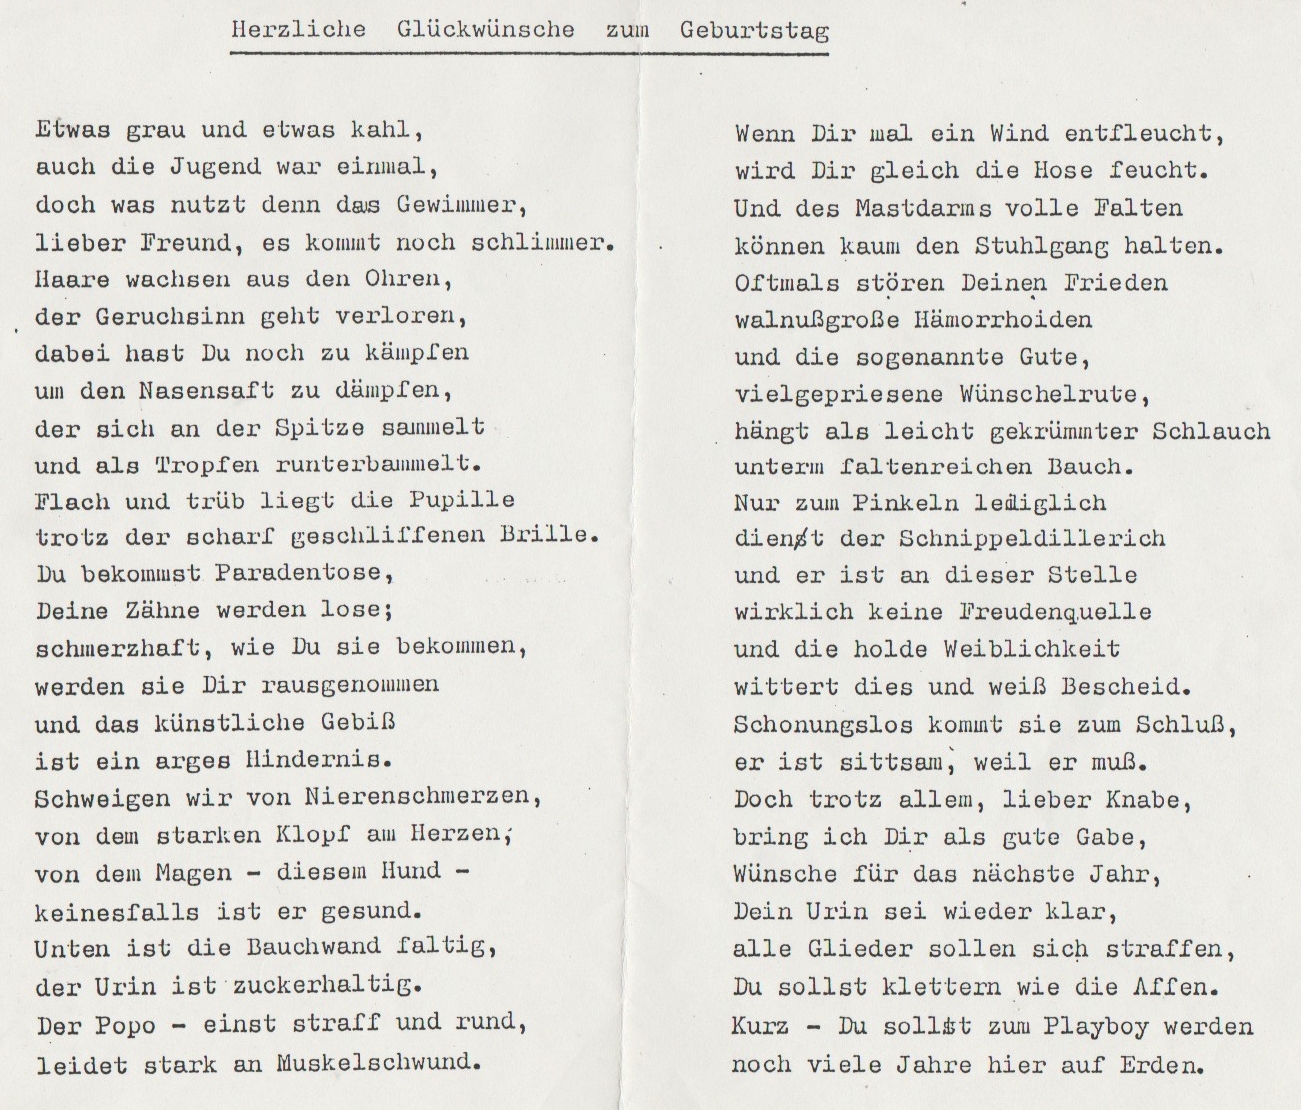 Herzliche Glückwünsche zum Geburtstag
Etwas grau und etwas kahl,
auch die Jugend war einmal,
doch was nutzt denn das Gewimmer,
lieber Freund, es kommt noch schlimmer.
Haare wachsen aus den Ohren,
der Geruchsinn geht verloren,
dabei hast Du noch zu kämpfen
um den Nasensaft zu dämpfen,
der sich an der Spitze sammelt
und als Tropfen runterbammelt.
Flach und trüb liegt die Pupille
trotz der scharf geschliffenen Brille.
Du bekommst Paradentose,
Deine Zähne werden lose;
schmerzhaft, wie Du sie bekommen,
werden sie Dir rausgenommen
und das künstliche Gebiß
ist ein arges Hindernis.
Schweigen wir von Nierenschmerzen,
von dem starken Klopf am Herzen,
von dem Magen - diesem Hund -
keinesfalls ist er gesund.
Unten ist die Bauchwand faltig,
der Urin ist zuckerhaltig.
Der Popo - einst straff und rund,
leidet stark an Muskelschwund.
Wenn Dir mal ein Wind entfleucht,
wird Dir gleich die Hose feucht.
Und des Mastdarms volle Falten
können kaum den Stuhlgang halten.
Oftmals stören Deinen Frieden
walnußgroße Hämorrhoiden
und die sogenannte Gute,
vielgepriesene Wünschelrute,
hängt als leicht gekrümmter Schlauch
unterm faltenreichen Bauch.
Nur zum Pinkeln lediglich
dient der Schnippeldillerich
und er ist an dieser Stelle
wirklich keine Freudenquelle
und die holde Weiblichkeit
wittert dies und weiß Bescheid.
Schonungslos kommt sie zum Schluß,
er ist sittsam, weil er muß.
Doch trotz allem, lieber Knabe,
bring ich Dir als gute Gabe,
Wünsche für das nächste Jahr,
Dein Urin sei wieder klar,
alle Glieder sollen sich straffen,
Du sollst klettern wie die Affen.
Kurz - Du sollst zum Playboy werden
noch viele Jahre hier auf Erden.